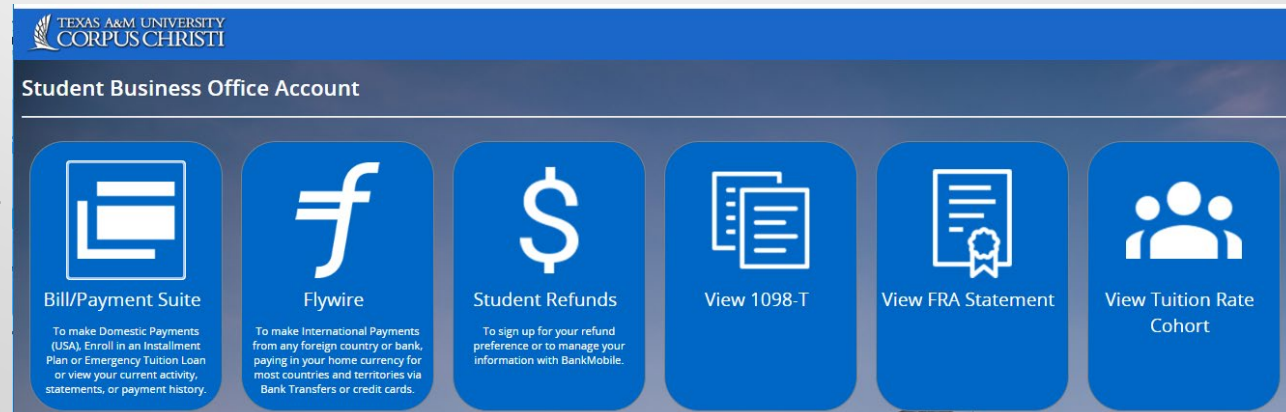 TEXAS A&M UNIVERSITY
CORPUS CHRISTI
Student Business Office Account
Bill/Payment Suite
To make Domestic Payments
(USA), Enroll in an Installment
Plan or Emergency Tuition Loan
or view your current activity,
statements, or payment history.
Flywire
To make International Payments
from any foreign country or bank,
paying in your home currency for
most countries and territories via
Bank Transfers or credit cards.
Student Refunds
To sign up for your refund
preference or to manage your
information with BankMobile.
View 1098-T
View FRA Statement
View Tuition Rate
Cohort